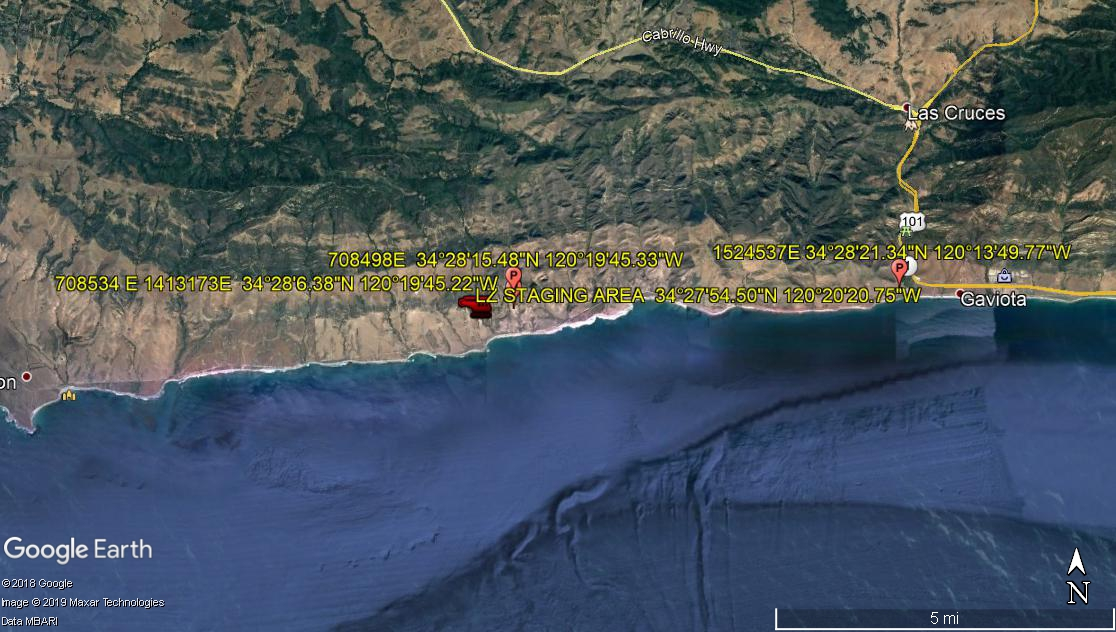 Cabrillo Hwy
Las Cruces
101
1524537E 34°28'21.34"N 120°13'49.77"W
708498E 34°28'15.48"N 120°19'45.33"W
P
P
708534 E 1413173E 34°28'6.38"N 120°19'45.22"W
LZ STAGING AREA 34°27'54.50"N 120°20'20.75"W
Gaviota
on
Google Earth
©2018 Google
Image © 2019 Maxar Technologies
Data MBARI
N
5 mi